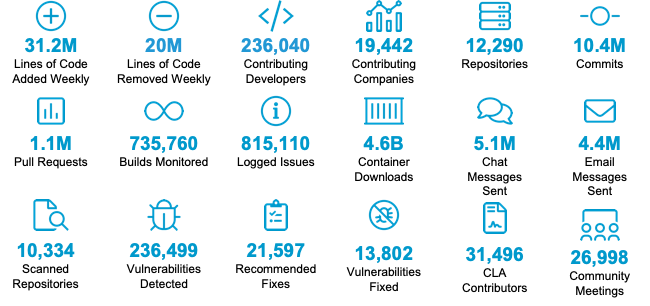 31.2M
Lines of Code
Added Weekly
20M
Lines of Code
Removed Weekly
236,040
Contributing
Developers
19,442
Contributing
Companies
12,290
Repositories
10.4M
Commits
1.1M
Pull Requests
735,760
Builds Monitored
815,110
Logged Issues
4.6B
Container
Downloads
5.1M
Chat
Messages
Sent
4.4M
Email
Messages
Sent
10,334
Scanned
Repositories
236,499
Vulnerabilities
Detected
21,597
Recommended
Fixes
13,802
Vulnerabilities
Fixed
31,496
CLA
Contributors
26,998
Community
Meetings